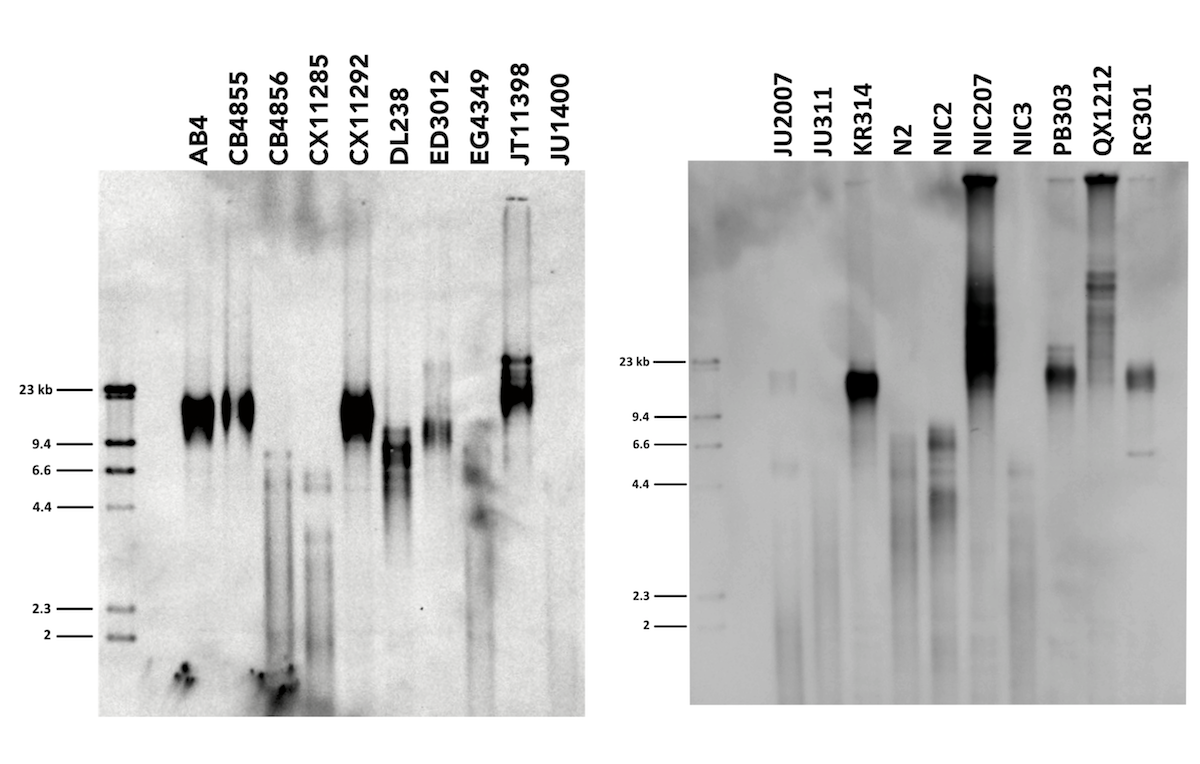 AB4
CB4855
CB4856
CX11285
CX11292
DL238
ED3012
EG4349
JT11398
JU1400
23 kb
9.4
6.6
4.4
2.3
2
JU2007
JU311
KR314
N2
NIC2
NIC207
NIC3
PB303
QX1212
RC301
23 kb
9.4
6.6
4.4
2.3
2